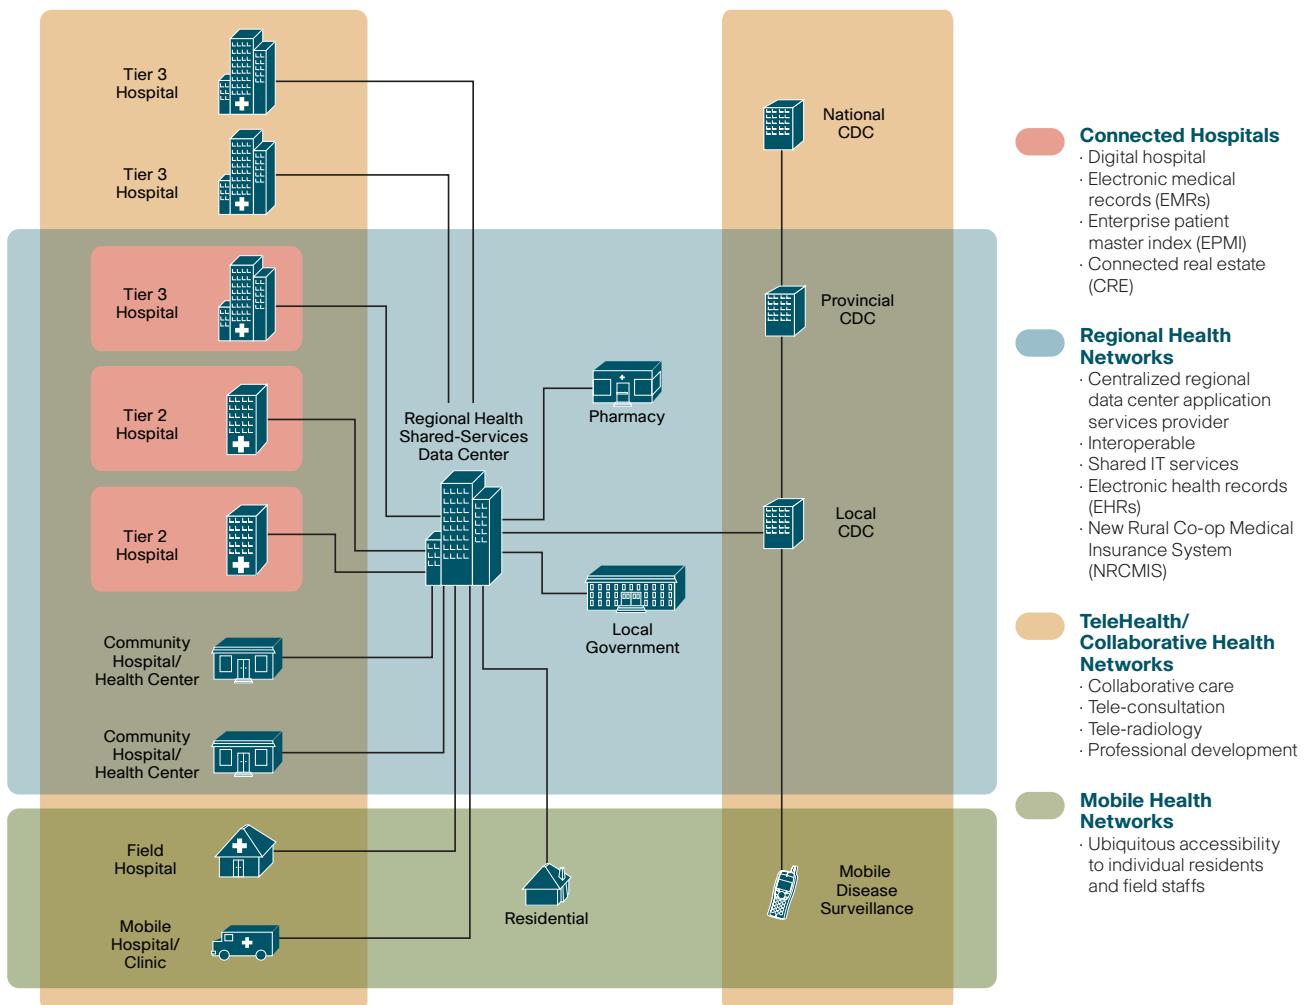 Tier 3
Hospital
Tier 3
Hospital
Tier 3
Hospital
Tier 2
Hospital
Tier 2
Hospital
Community
Hospital/
Health Center
Community
Hospital/
Health Center
Field
Hospital
Mobile
Hospital/
Clinic
Regional Health
Shared-Services
Data Center
Pharmacy
Local
Government
Residential
National
CDC
Provincial
CDC
Local
CDC
Mobile
Disease
Surveillance
Connected Hospitals
· Digital hospital
· Electronic medical
records (EMRs)
· Enterprise patient
master index (EPMI)
· Connected real estate
(CRE)
Regional Health
Networks
· Centralized regional
data center application
services provider
· Interoperable
· Shared IT services
· Electronic health records
(EHRs)
· New Rural Co-op Medical
Insurance System
(NRCMIS)
TeleHealth/
Collaborative Health
Networks
· Collaborative care
· Tele-consultation
· Tele-radiology
· Professional development
Mobile Health
Networks
· Ubiquitous accessibility
to individual residents
and field staffs